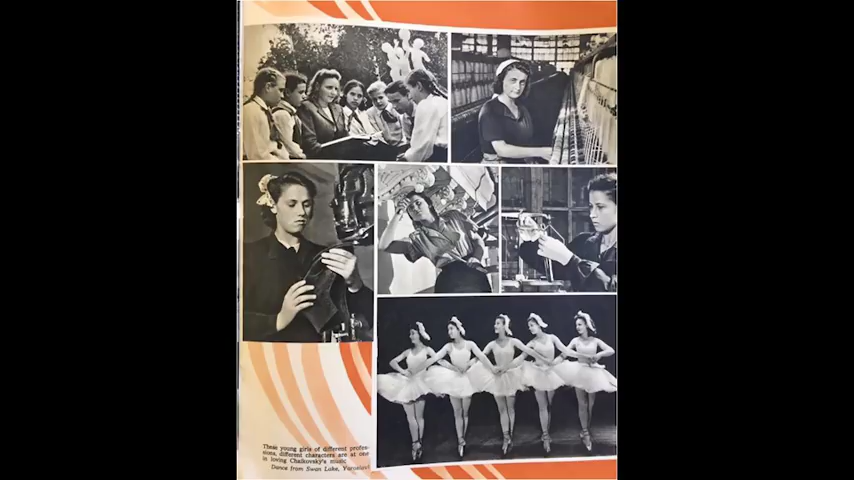 These young girls of different profes-
sions, different characters are at one
in loving Chaikovsky's music
Dance from Swan Lake, Yaroslavl